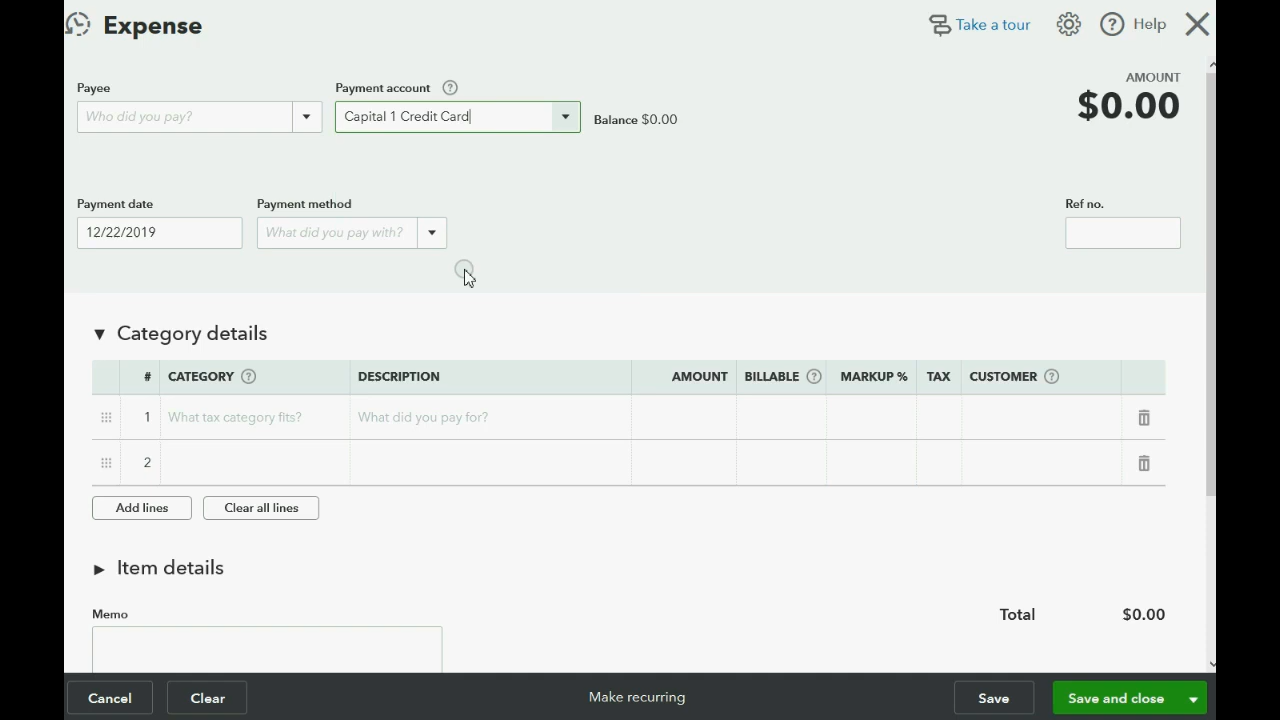 Expense
Take a tour
Help
Payee
Payment account
AMOUNT
Who did you pay?
Capital 1 Credit Card
Balance $0.00
$0.00
Payment date
Payment method
Ref no.
12/22/2019
What did you pay with?
Category details
# CATEGORY DESCRIPTION AMOUNT BILLABLE MARKUP % TAX CUSTOMER
1 What tax category fits? What did you pay for?
2
Add lines
Clear all lines
Item details
Memo
Total $0.00
Cancel
Clear
Make recurring
Save
Save and close